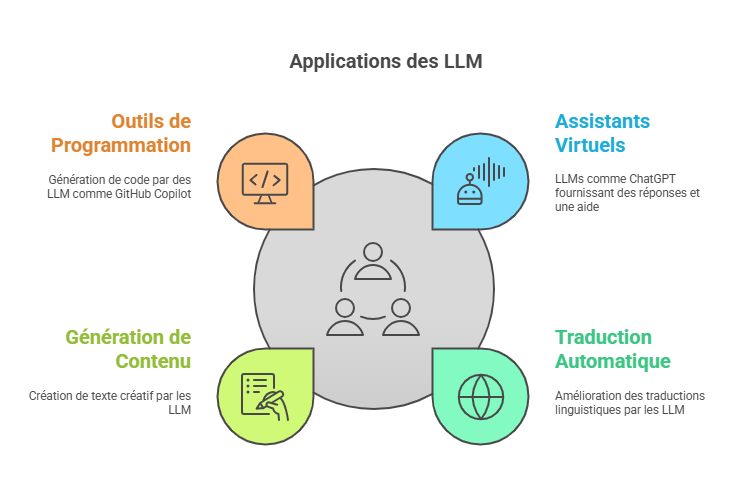 Applications des LLM
Outils de
Programmation
Génération de code par des
LLM comme GitHub Copilot
Assistants
Virtuels
LLMs comme ChatGPT
fournissant des réponses et
une aide
Génération de
Contenu
Création de texte créatif par les
LLM
Traduction
Automatique
Amélioration des traductions
linguistiques par les LLM